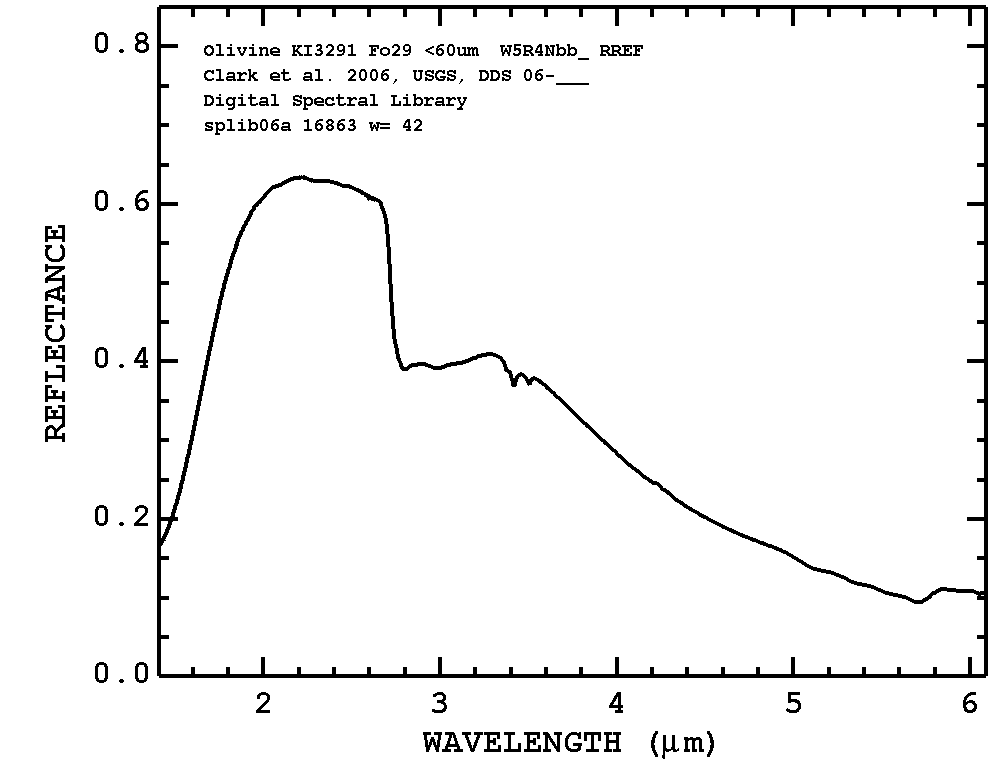 Olivine KI3291 Fo29 <60um W5R4Nbb_ RREF
Clark et al. 2006, USGS, DDS 06-___
Digital Spectral Library
splib06a 16863 w= 42
0.8
0.6
0.4
0.2
0.0
REFLECTANCE
2 3 4 5 6
WAVELENGTH (μm)